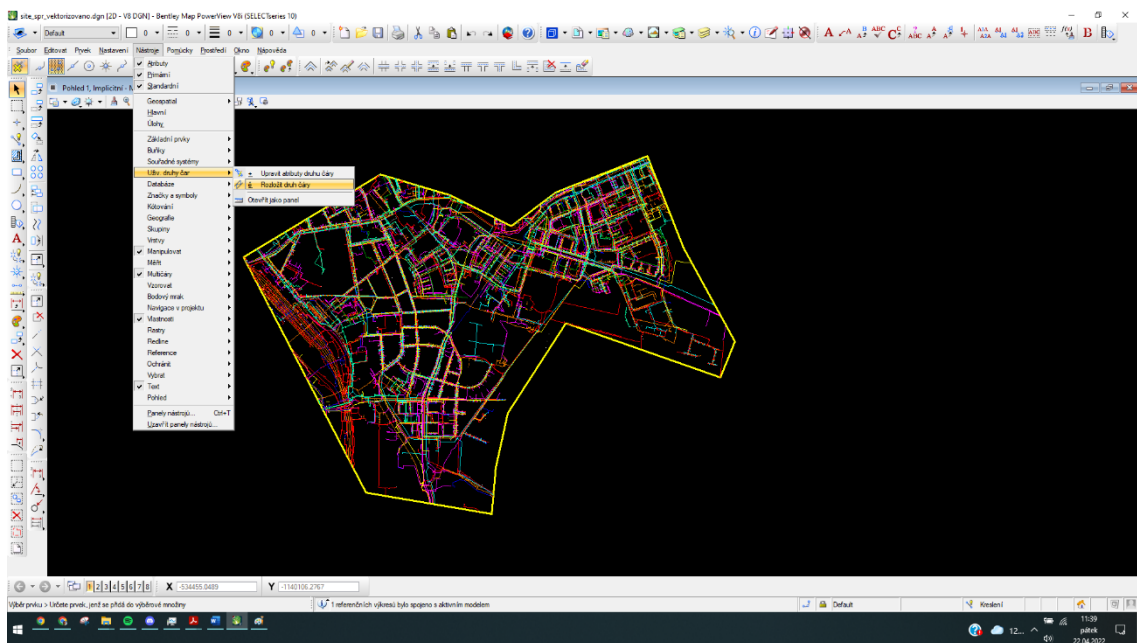 site_spr_vektorizovano.dgn [2D - V8 DGN] - Bentley Map PowerView V8i (SELECTseries 10)
Default 0 0 0 0 0
Soubor Editovat Prvek Nastavení Nástroje Pomůcky Prostředí Okno Nápověda
Pohled 1, Implicitní - M
Atributy
Primární
Standardní
Geospatial
Hlavní
Úlohy
Základní prvky
Buňky
Souřadné systémy
Uživ. druhy čar
Databáze
Značky a symboly
Kótování
Geografie
Skupiny
Vrstvy
Manipulovat
Měřit
Multičáry
Vzorovat
Bodový mrak
Navigace v projektu
Vlastnosti
Rastry
Redline
Reference
Ochránit
Vybrat
Text
Pohled
Panely nástrojů... Ctrl+T
Uzavřít panely nástrojů...
Upravit atributy druhu čáry
Rozložit druh čáry
Otevřít jako panel
1 2 3 4 5 6 7 8 X -534455.0489 Y -1140106.2767
Výběr prvku > Určete prvek, jenž se přidá do výběrové množiny
1 referenčních výkresů bylo spojeno s aktivním modelem
Default
Kreslení
12...
11:39
pátek
22.04.2022